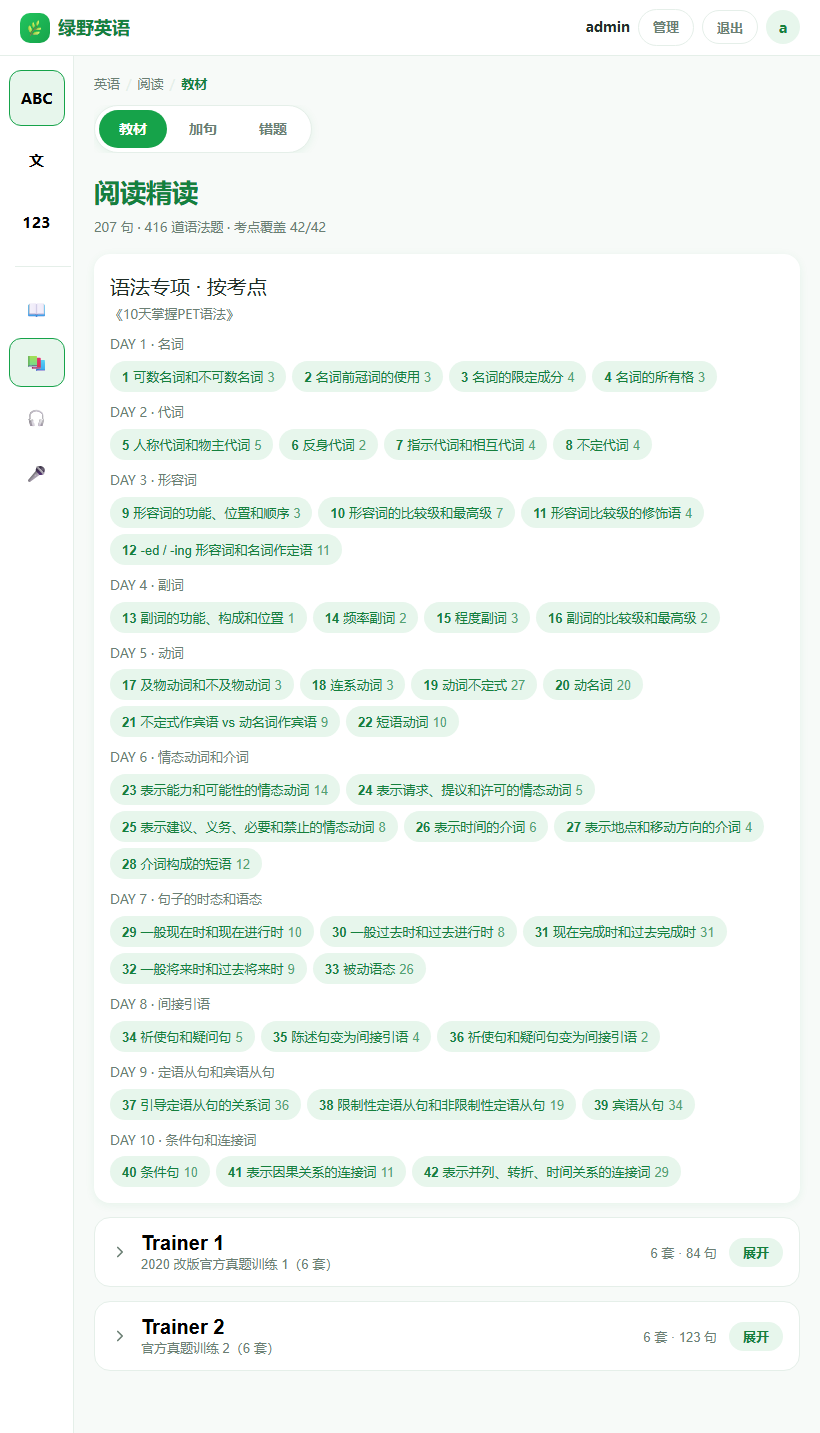 绿野英语 admin 管理 退出 a
ABC
文
123
英语 / 阅读 / 教材
教材 加句 错题
阅读精读
207 句 · 416 道语法题 · 考点覆盖 42/42
语法专项 · 按考点
《10天掌握PET语法》
DAY 1 · 名词
1 可数名词和不可数名词 3 2 名词前冠词的使用 3 3 名词的限定成分 4 4 名词的所有格 3
DAY 2 · 代词
5 人称代词和物主代词 5 6 反身代词 2 7 指示代词和相互代词 4 8 不定代词 4
DAY 3 · 形容词
9 形容词的功能、位置和顺序 3 10 形容词的比较级和最高级 7 11 形容词比较级的修饰语 4
12 -ed / -ing 形容词和名词作定语 11
DAY 4 · 副词
13 副词的功能、构成和位置 1 14 频率副词 2 15 程度副词 3 16 副词的比较级和最高级 2
DAY 5 · 动词
17 及物动词和不及物动词 3 18 连系动词 3 19 动词不定式 27 20 动名词 20
21 不定式作宾语 vs 动名词作宾语 9 22 短语动词 10
DAY 6 · 情态动词和介词
23 表示能力和可能性的情态动词 14 24 表示请求、提议和许可的情态动词 5
25 表示建议、义务、必要和禁止的情态动词 8 26 表示时间的介词 6 27 表示地点和移动方向的介词 4
28 介词构成的短语 12
DAY 7 · 句子的时态和语态
29 一般现在时和现在进行时 10 30 一般过去时和过去进行时 8 31 现在完成时和过去完成时 31
32 一般将来时和过去将来时 9 33 被动语态 26
DAY 8 · 间接引语
34 祈使句和疑问句 5 35 陈述句变为间接引语 4 36 祈使句和疑问句变为间接引语 2
DAY 9 · 定语从句和宾语从句
37 引导定语从句的关系词 36 38 限制性定语从句和非限制性定语从句 19 39 宾语从句 34
DAY 10 · 条件句和连接词
40 条件句 10 41 表示因果关系的连接词 11 42 表示并列、转折、时间关系的连接词 29
Trainer 1
2020 改版官方真题训练 1（6 套） 6 套 · 84 句 展开
Trainer 2
官方真题训练 2（6 套） 6 套 · 123 句 展开